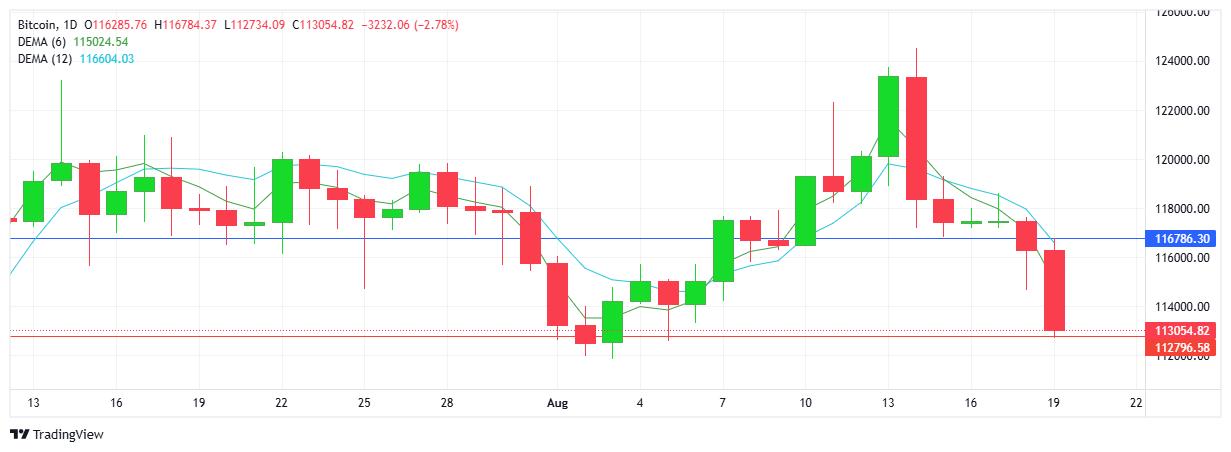 Bitcoin, 1D O116285.76 H116784.37 L112734.09 C113054.82 −3232.06 (−2.78%)
DEMA (6) 115024.54
DEMA (12) 116604.03
126000.00
124000.00
122000.00
120000.00
118000.00
116786.30
116000.00
114000.00
113054.82
112796.58
112000.00
13 16 19 22 25 28 Aug 4 7 10 13 16 19 22
TradingView